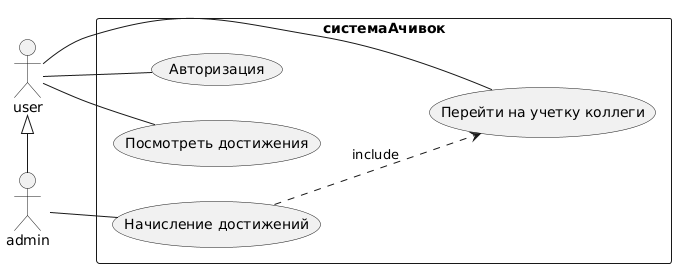 системаАчивок
Авторизация
user
Перейти на учетку коллеги
Посмотреть достижения
include
Начисление достижений
admin